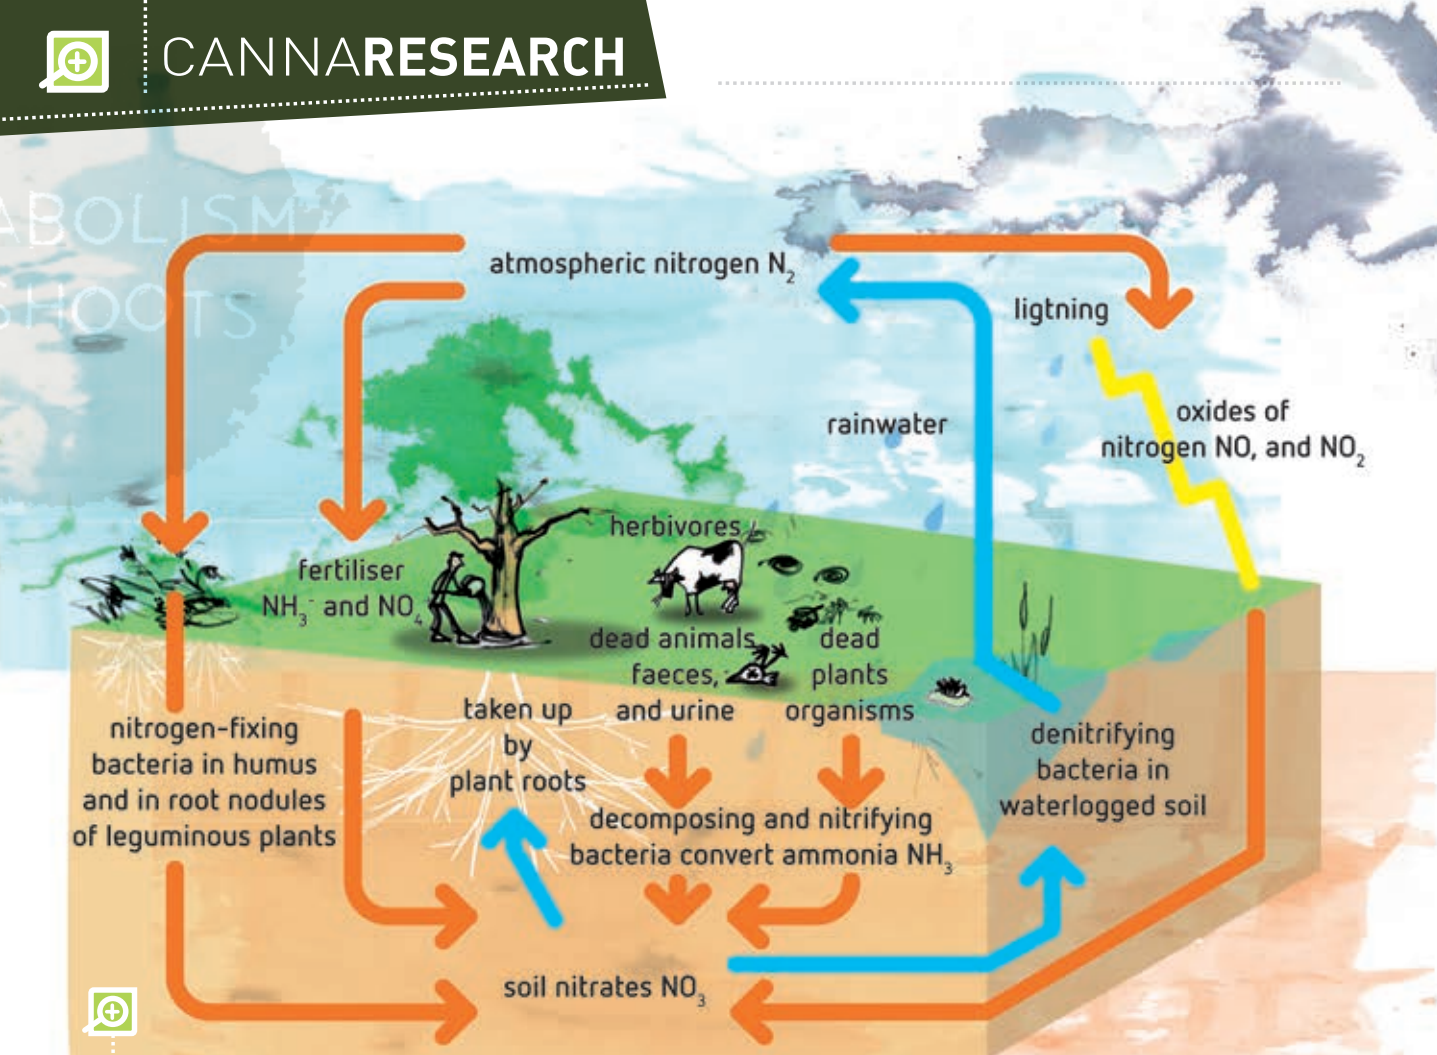 CANNARESEARCH
ABOLISM
SHOOTS
atmospheric nitrogen N₂
ligtning
rainwater
oxides of
nitrogen NO, and NO₂
herbivores
fertiliser
NH₃⁻ and NO₄
dead animals,
faeces,
and urine
dead
plants
organisms
taken up
by
plant roots
nitrogen-fixing
bacteria in humus
and in root nodules
of leguminous plants
denitrifying
bacteria in
waterlogged soil
decomposing and nitrifying
bacteria convert ammonia NH₃
soil nitrates NO₃